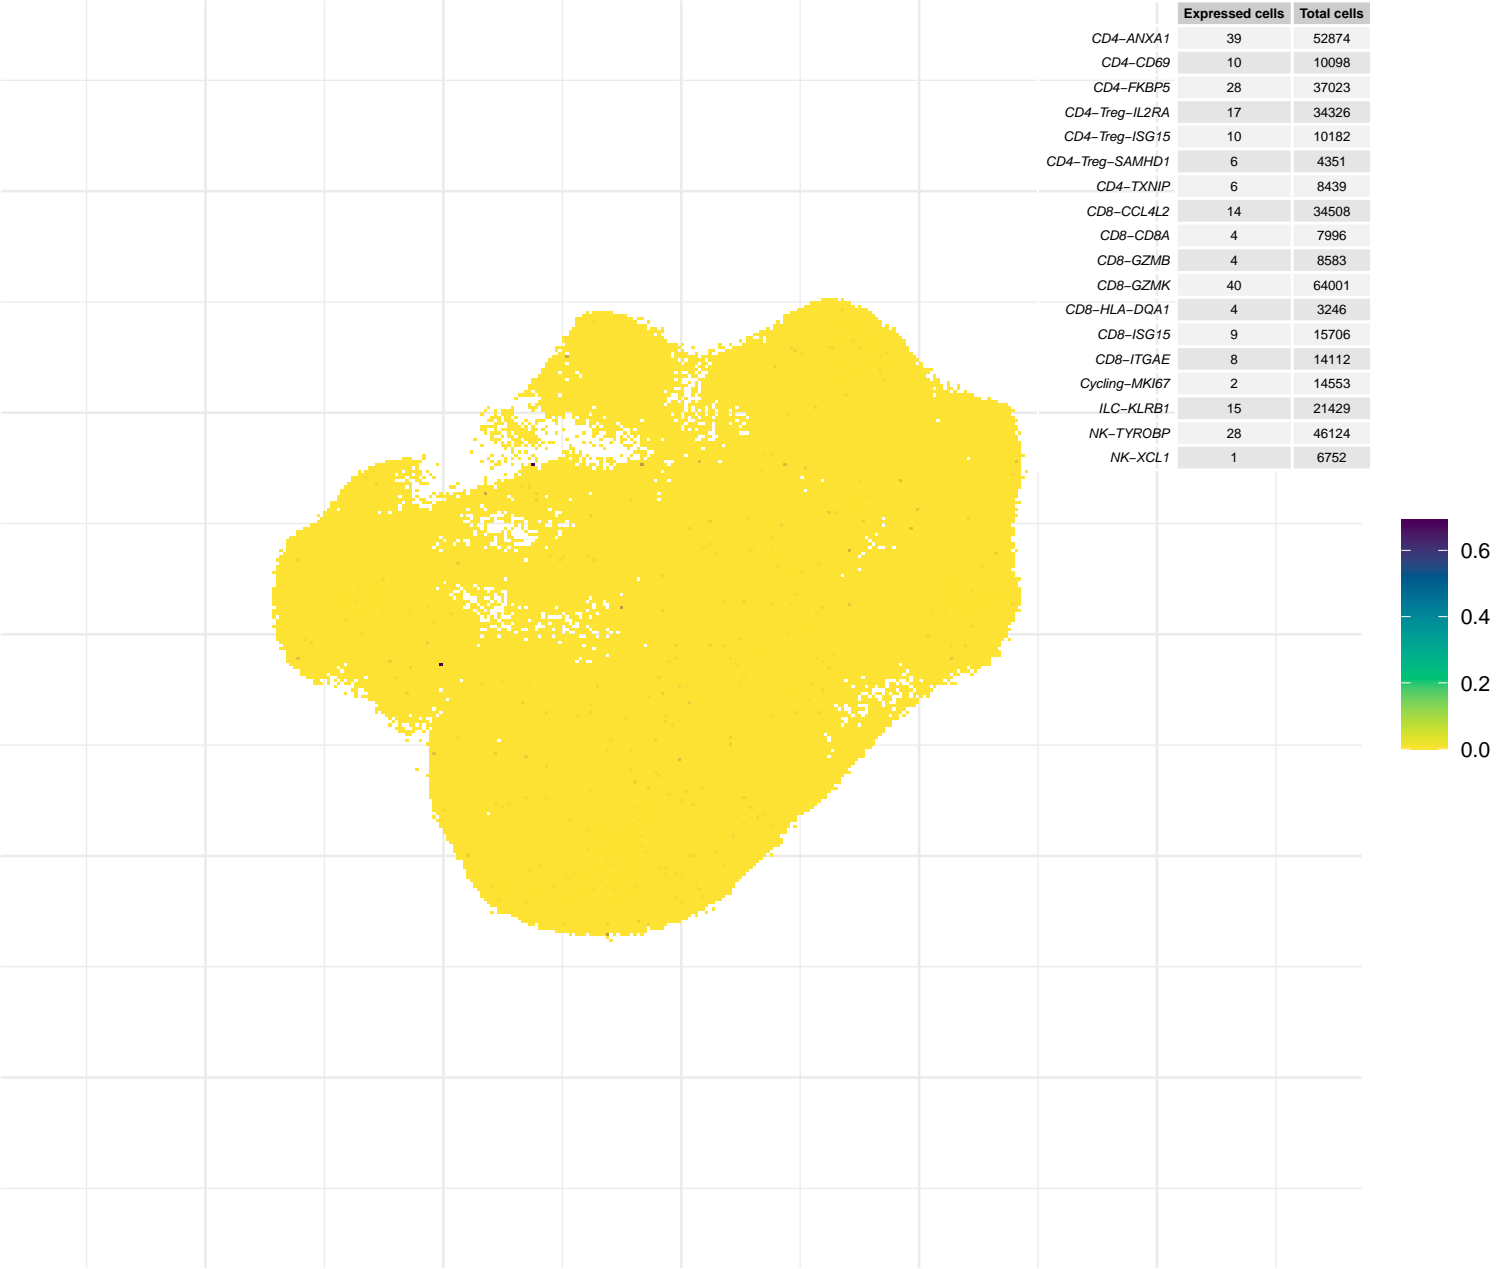 Expressed cells Total cells
CD4−ANXA1 39 52874
CD4−CD69 10 10098
CD4−FKBP5 28 37023
CD4−Treg−IL2RA 17 34326
CD4−Treg−ISG15 10 10182
CD4−Treg−SAMHD1 6 4351
CD4−TXNIP 6 8439
CD8−CCL4L2 14 34508
CD8−CD8A 4 7996
CD8−GZMB 4 8583
CD8−GZMK 40 64001
CD8−HLA−DQA1 4 3246
CD8−ISG15 9 15706
CD8−ITGAE 8 14112
Cycling−MKI67 2 14553
ILC−KLRB1 15 21429
NK−TYROBP 28 46124
NK−XCL1 1 6752
0.6
0.4
0.2
0.0